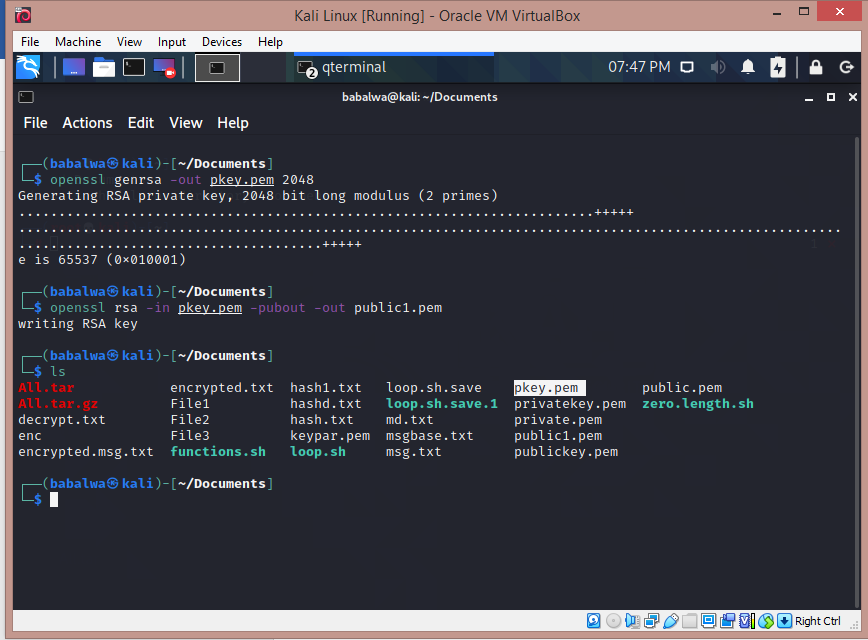 Kali Linux [Running] - Oracle VM VirtualBox
File Machine View Input Devices Help
2 qterminal 07:47 PM
babalwa@kali: ~/Documents
File Actions Edit View Help
┌──(babalwa㉿kali)-[~/Documents]
└─$ openssl genrsa -out pkey.pem 2048
Generating RSA private key, 2048 bit long modulus (2 primes)
........................................................................+++++
.......................................................................................................
......................................+++++
e is 65537 (0×010001)
┌──(babalwa㉿kali)-[~/Documents]
└─$ openssl rsa -in pkey.pem -pubout -out public1.pem
writing RSA key
┌──(babalwa㉿kali)-[~/Documents]
└─$ ls
All.tar encrypted.txt hash1.txt loop.sh.save pkey.pem public.pem
All.tar.gz File1 hashd.txt loop.sh.save.1 privatekey.pem zero.length.sh
decrypt.txt File2 hash.txt md.txt private.pem
enc File3 keypar.pem msgbase.txt public1.pem
encrypted.msg.txt functions.sh loop.sh msg.txt publickey.pem
┌──(babalwa㉿kali)-[~/Documents]
└─$
Right Ctrl